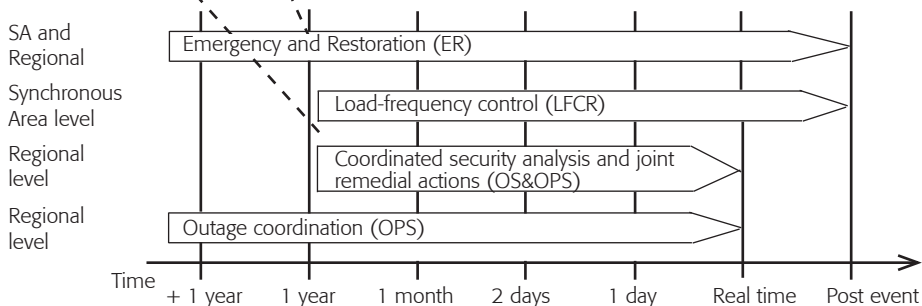 SA and
Regional
Emergency and Restoration (ER)
Synchronous
Area level
Load-frequency control (LFCR)
Regional
level
Coordinated security analysis and joint
remedial actions (OS&OPS)
Regional
level
Outage coordination (OPS)
Time
+ 1 year
1 year
1 month
2 days
1 day
Real time
Post event